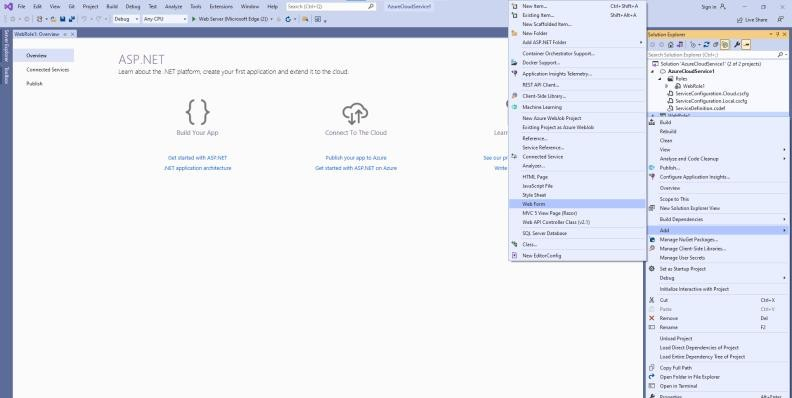 File Edit View Git Project Build Debug Test Analyze Tools Extensions Window Help Search (Ctrl+Q) AzureCloudService1 Sign in
Debug Any CPU Web Server (Microsoft Edge (2)) Live Share
Server Explorer
Toolbox
WebRole1: Overview
Overview
Connected Services
Publish
ASP.NET
Learn about the .NET platform, create your first application and extend it to the cloud.
Build Your App
Get started with ASP.NET
.NET application architecture
Connect To The Cloud
Publish your app to Azure
Get started with ASP.NET on Azure
Learn
See our pr
Write
New Item... Ctrl+Shift+A
Existing Item... Shift+Alt+A
New Scaffolded Item...
New Folder
Add ASP.NET Folder
Container Orchestrator Support...
Docker Support...
Application Insights Telemetry...
REST API Client...
Client-Side Library...
Machine Learning
New Azure WebJob Project
Existing Project as Azure WebJob
Reference...
Service Reference...
Connected Service
Analyzer...
HTML Page
JavaScript File
Style Sheet
Web Form
MVC 5 View Page (Razor)
Web API Controller Class (v2.1)
SQL Server Database
Class...
New EditorConfig
Solution Explorer
Search Solution Explorer (Ctrl+;)
Solution 'AzureCloudService1' (2 of 2 projects)
AzureCloudService1
Roles
WebRole1
ServiceConfiguration.Cloud.cscfg
ServiceConfiguration.Local.cscfg
ServiceDefinition.csdef
WebRole1
Build
Rebuild
Clean
View
Analyze and Code Cleanup
Publish...
Configure Application Insights...
Overview
Scope to This
New Solution Explorer View
Build Dependencies
Add
Manage NuGet Packages...
Manage Client-Side Libraries...
Manage User Secrets
Set as Startup Project
Debug
Initialize Interactive with Project
Cut Ctrl+X
Paste Ctrl+V
Remove Del
Rename F2
Unload Project
Load Direct Dependencies of Project
Load Entire Dependency Tree of Project
Copy Full Path
Open Folder in File Explorer
Open in Terminal
Properties Alt+Enter